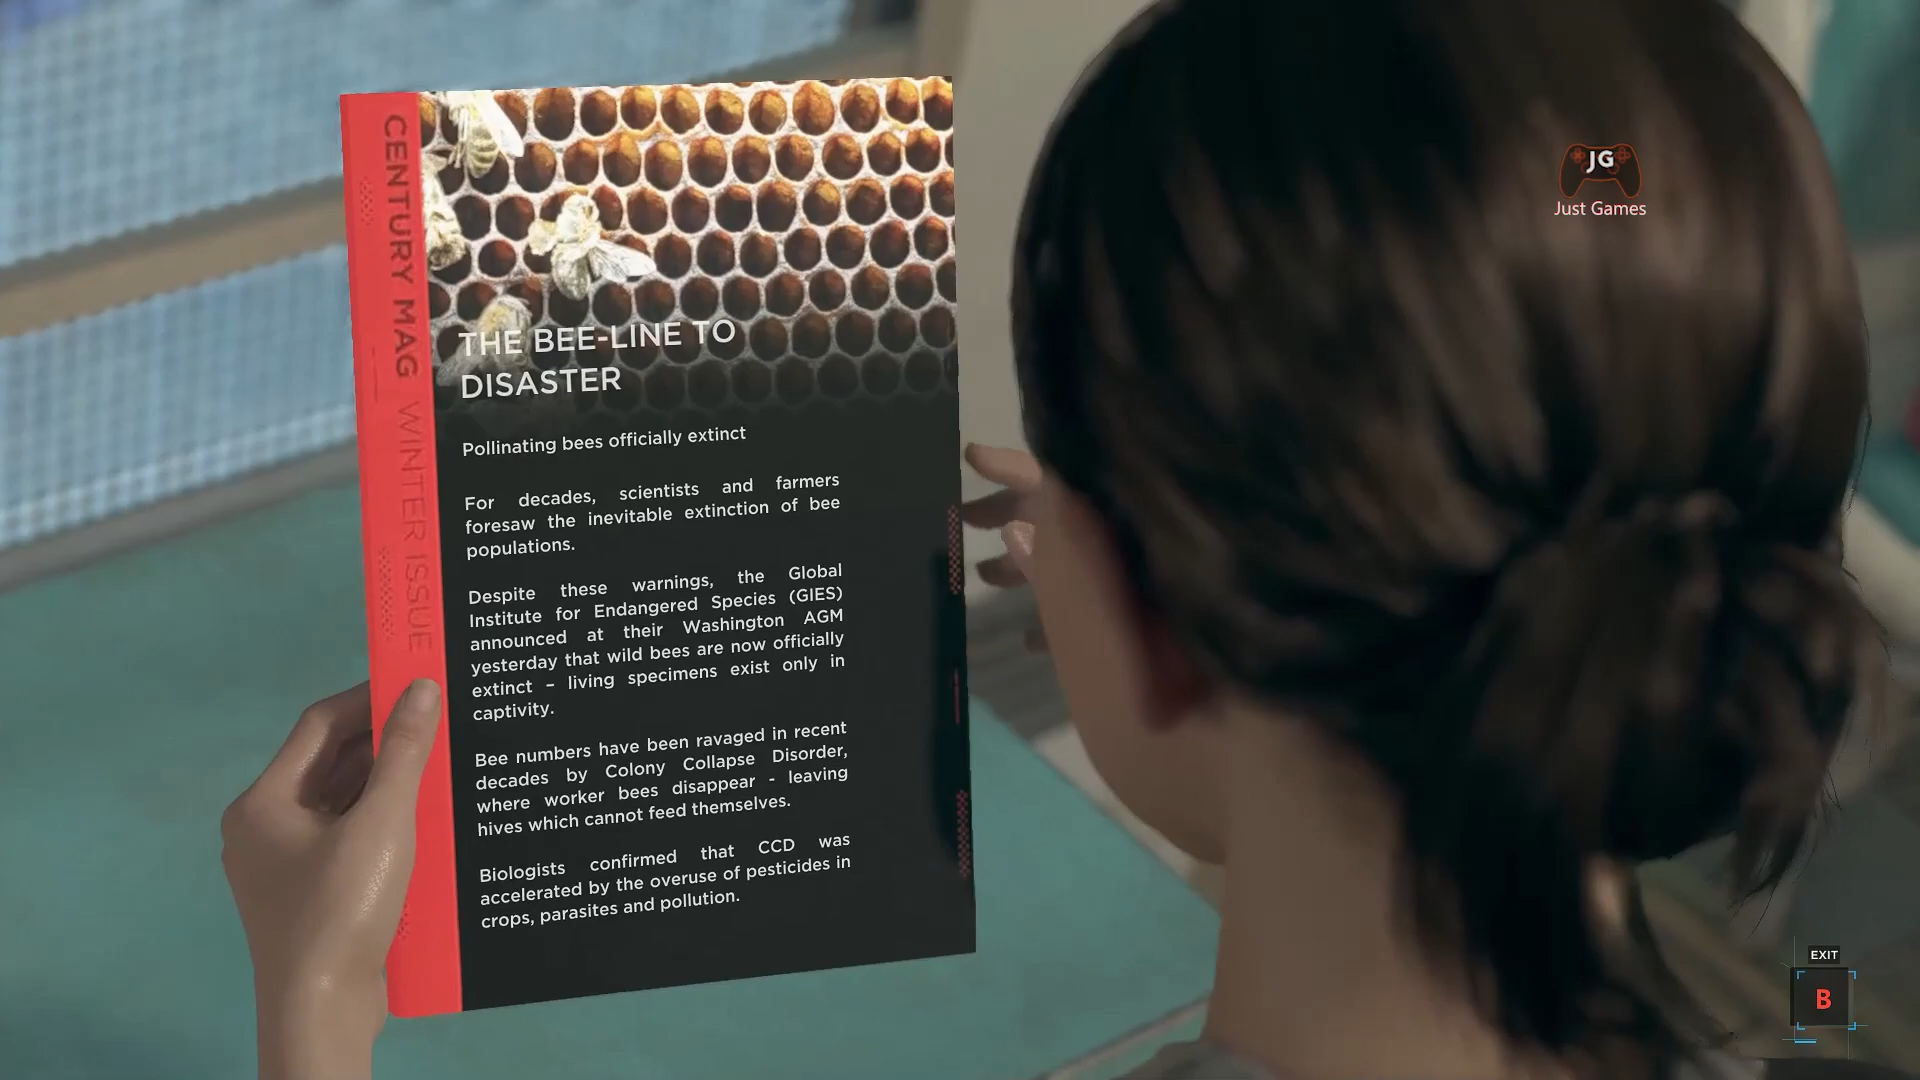 CENTURY MAG WINTER ISSUE
THE BEE-LINE TO
DISASTER
Pollinating bees officially extinct
For decades, scientists and farmers
foresaw the inevitable extinction of bee
populations.
Despite these warnings, the Global
Institute for Endangered Species (GIES)
announced at their Washington AGM
yesterday that wild bees are now officially
extinct – living specimens exist only in
captivity.
Bee numbers have been ravaged in recent
decades by Colony Collapse Disorder,
where worker bees disappear - leaving
hives which cannot feed themselves.
Biologists confirmed that CCD was
accelerated by the overuse of pesticides in
crops, parasites and pollution.
JG
Just Games
EXIT
B